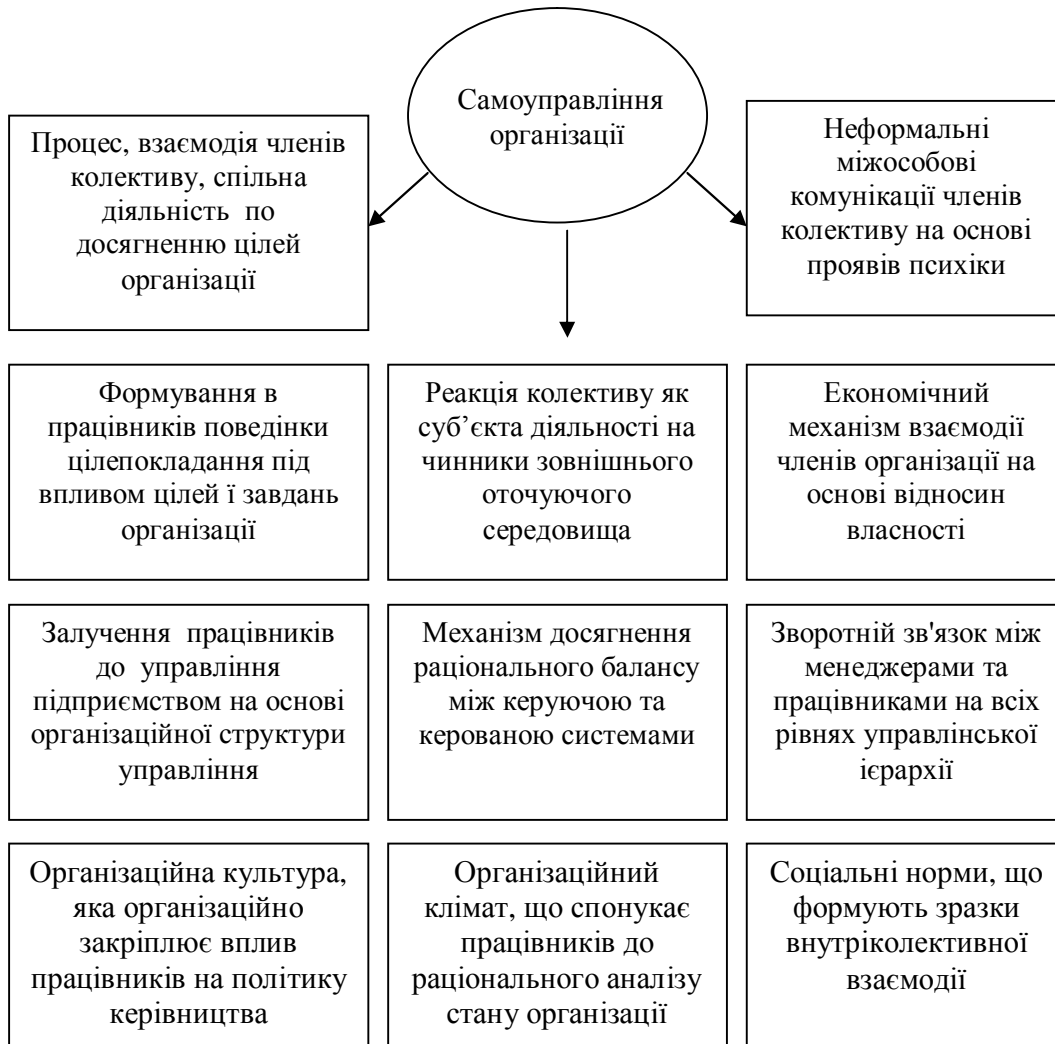 Самоуправління
організації
Процес, взаємодія членів
колективу, спільна
діяльність по
досягненню цілей
організації
Неформальні
міжособові
комунікації членів
колективу на основі
проявів психіки
Формування в
працівників поведінки
цілепокладання під
впливом цілей ї завдань
організації
Реакція колективу як
суб’єкта діяльності на
чинники зовнішнього
оточуючого
середовища
Економічний
механізм взаємодії
членів організації на
основі відносин
власності
Залучення працівників
до управління
підприємством на основі
організаційної структури
управління
Механізм досягнення
раціонального балансу
між керуючою та
керованою системами
Зворотній зв'язок між
менеджерами та
працівниками на всіх
рівнях управлінської
ієрархії
Організаційна культура,
яка організаційно
закріплює вплив
працівників на політику
керівництва
Організаційний
клімат, що спонукає
працівників до
раціонального аналізу
стану організації
Соціальні норми, що
формують зразки
внутріколективної
взаємодії